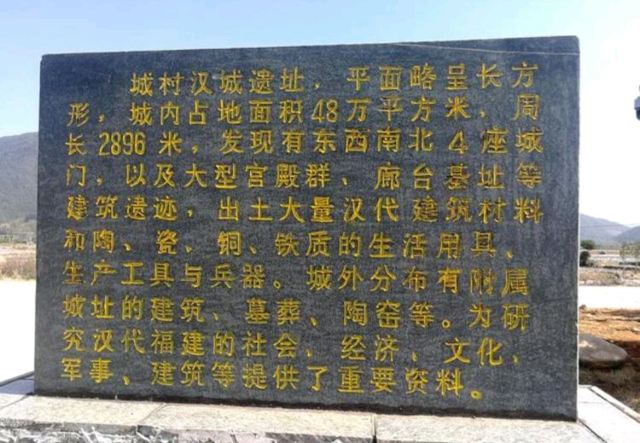 城村汉城遗址，平面略呈长方
形，城内占地面积48万平方米，周
长2896米，发现有东西南北4座城
门，以及大型宫殿群、廊台基址等
建筑遗迹，出土大量汉代建筑材料
和陶、瓷、铜、铁质的生活用具、
生产工具与兵器。城外分布有附属
城址的建筑、墓葬、陶窑等。为研
究汉代福建的社会、经济、文化、
军事、建筑等提供了重要资料。